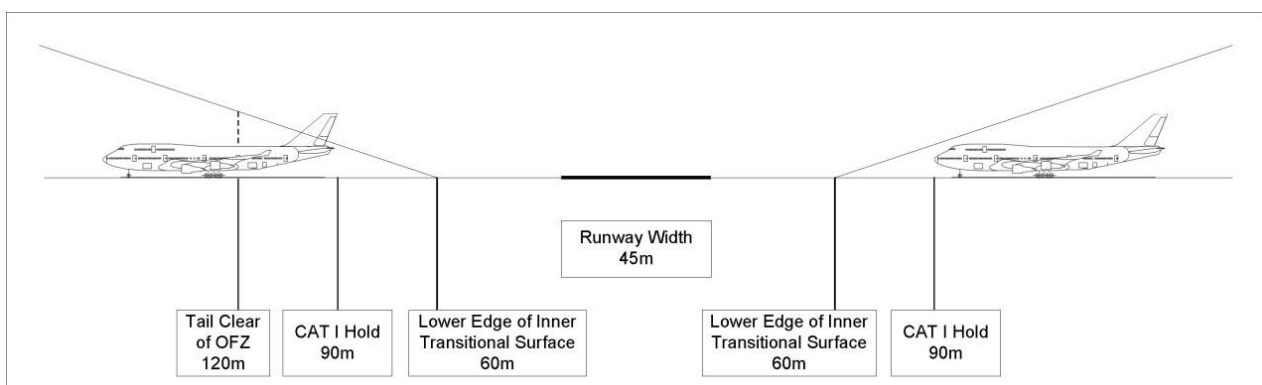 Runway Width
45m
Tail Clear
of OFZ
120m
CAT I Hold
90m
Lower Edge of Inner
Transitional Surface
60m
Lower Edge of Inner
Transitional Surface
60m
CAT I Hold
90m